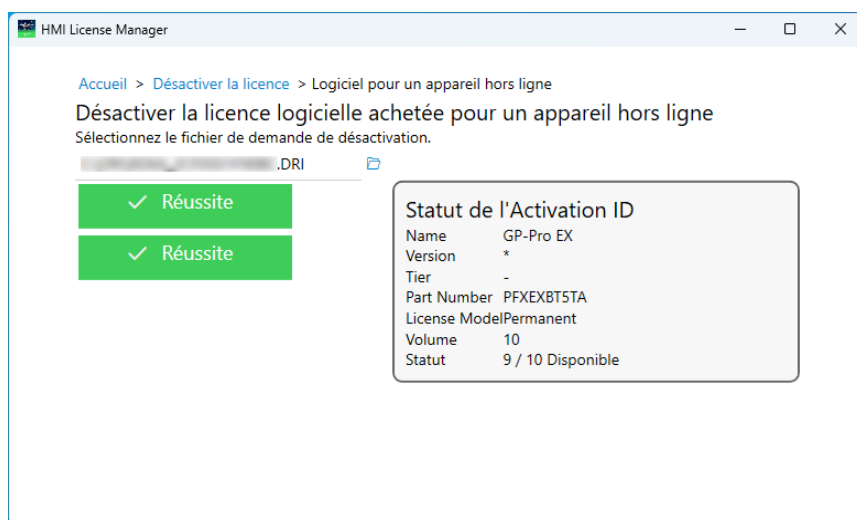 HMI License Manager
Accueil > Désactiver la licence > Logiciel pour un appareil hors ligne
Désactiver la licence logicielle achetée pour un appareil hors ligne
Sélectionnez le fichier de demande de désactivation.
.DRI
Réussite
Réussite
Statut de l'Activation ID
Name GP-Pro EX
Version *
Tier -
Part Number PFXEXBT5TA
License ModelPermanent
Volume 10
Statut 9 / 10 Disponible